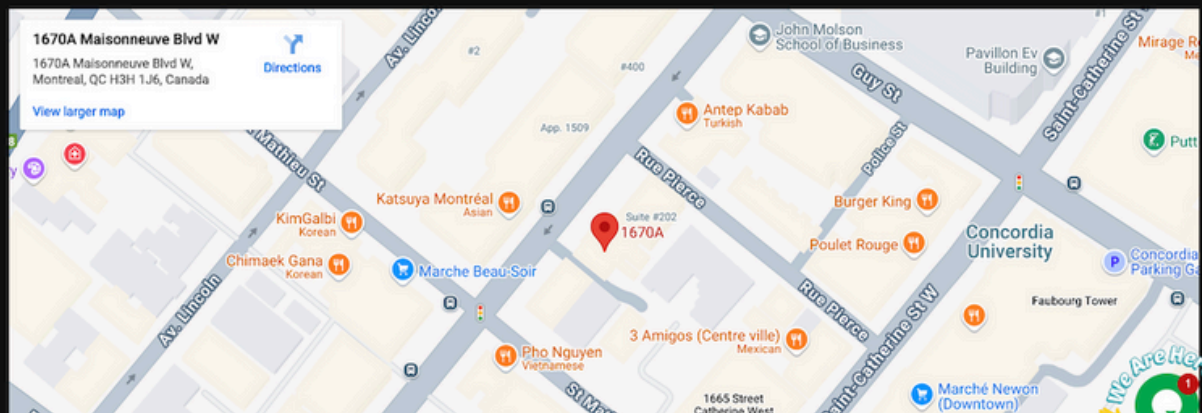 1670A Maisonneuve Blvd W
1670A Maisonneuve Blvd W,
Montreal, QC H3H 1J6, Canada
View larger map
Directions
Av. Lincoln
#2
#400
#1
John Molson
School of Business
Pavillon Ev
Building
Mirage R
Me
Guy St
Saint-Catherine St
App. 1509
Antep Kabab
Turkish
Police St
Putt
8
y
Mathieu St
Rue Pierce
Katsuya Montréal
Asian
KimGalbi
Korean
Suite #202
1670A
Burger King
Poulet Rouge
Concordia
University
Chimaek Gana
Korean
Marche Beau-Soir
Concordia
Parking Ga
P
Av. Lincoln
Rue Pierce
Faubourg Tower
Saint-Catherine St W
3 Amigos (Centre ville)
Mexican
Pho Nguyen
Vietnamese
St Ma
1665 Street
Catherine West
Marché Newon
(Downtown)
We Are He
1